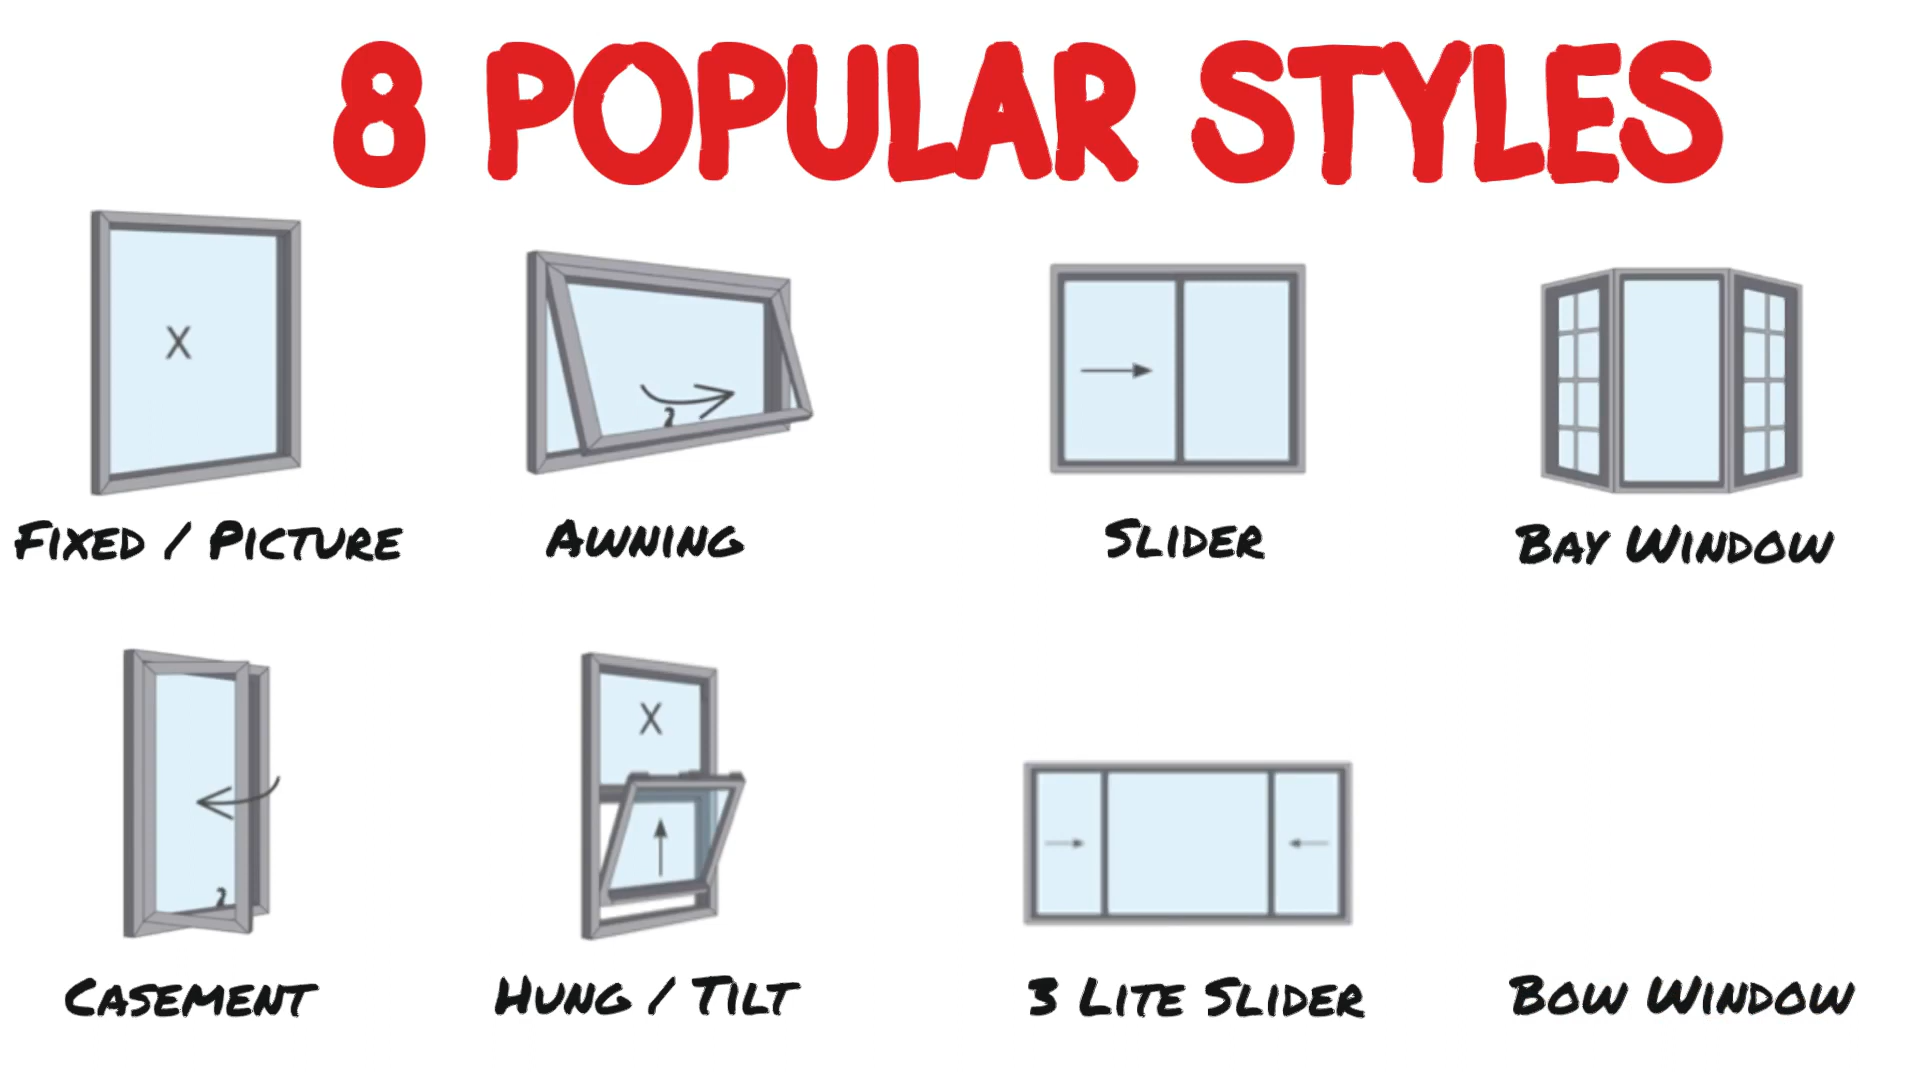 8 POPULAR STYLES
X
FIXED / PICTURE
AWNING
SLIDER
BAY WINDOW
X
CASEMENT
HUNG / TILT
3 LITE SLIDER
BOW WINDOW